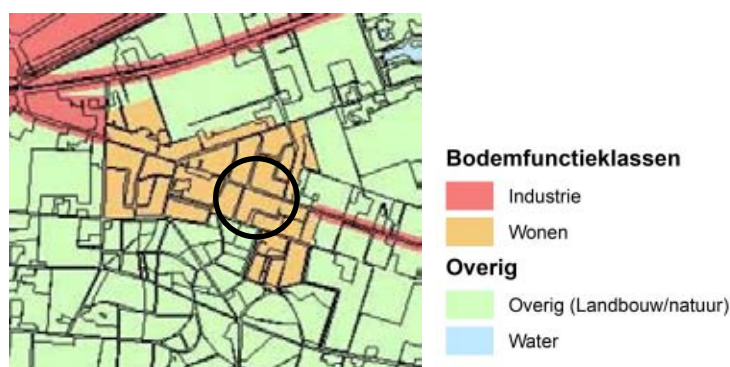 Bodemfunctieklassen
Industrie
Wonen
Overig
Overig (Landbouw/natuur)
Water